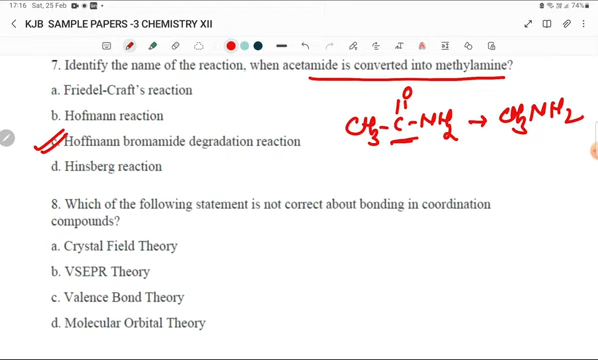 17:16 Sat, 25 Feb
74%
KJB SAMPLE PAPERS -3 CHEMISTRY XII
7. Identify the name of the reaction, when acetamide is converted into methylamine?
a. Friedel-Craft's reaction
b. Hofmann reaction
c. Hoffmann bromamide degradation reaction
d. Hinsberg reaction
O
CH3-C-NH2 → CH3NH2
8. Which of the following statement is not correct about bonding in coordination
compounds?
a. Crystal Field Theory
b. VSEPR Theory
c. Valence Bond Theory
d. Molecular Orbital Theory